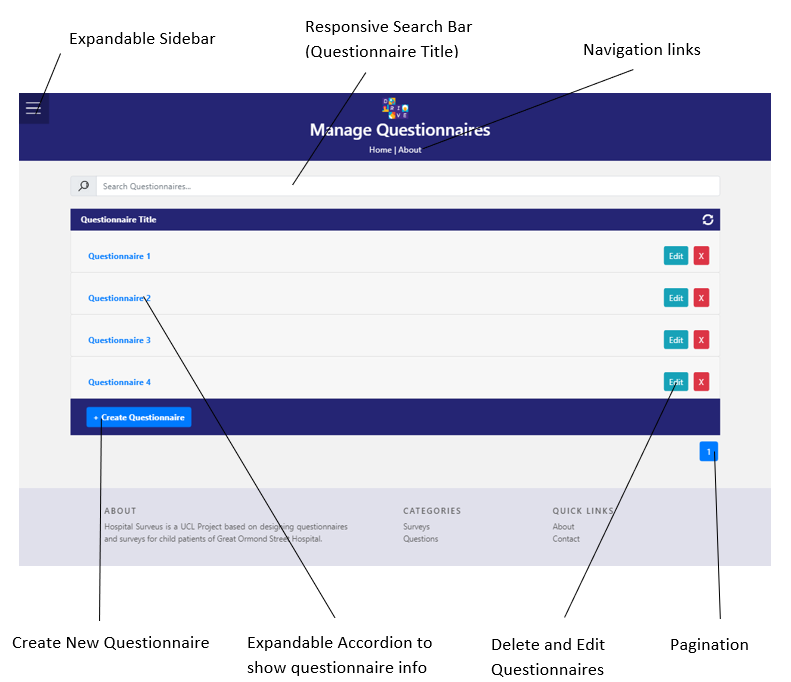 Expandable Sidebar
Responsive Search Bar
(Questionnaire Title)
Navigation links
D R I V E
Manage Questionnaires
Home | About
Search Questionnaires...
Questionnaire Title
Questionnaire 1
Edit X
Questionnaire 2
Edit X
Questionnaire 3
Edit X
Questionnaire 4
Edit X
+ Create Questionnaire
1
ABOUT
Hospital Surveus is a UCL Project based on designing questionnaires
and surveys for child patients of Great Ormond Street Hospital.
CATEGORIES
Surveys
Questions
QUICK LINKS
About
Contact
Create New Questionnaire
Expandable Accordion to
show questionnaire info
Delete and Edit
Questionnaires
Pagination